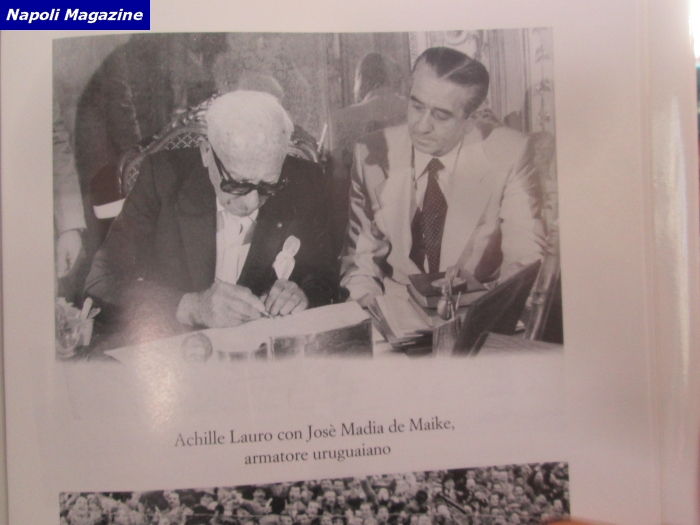 Napoli Magazine
Achille Lauro con Josè Madia de Maike,
armatore uruguaiano